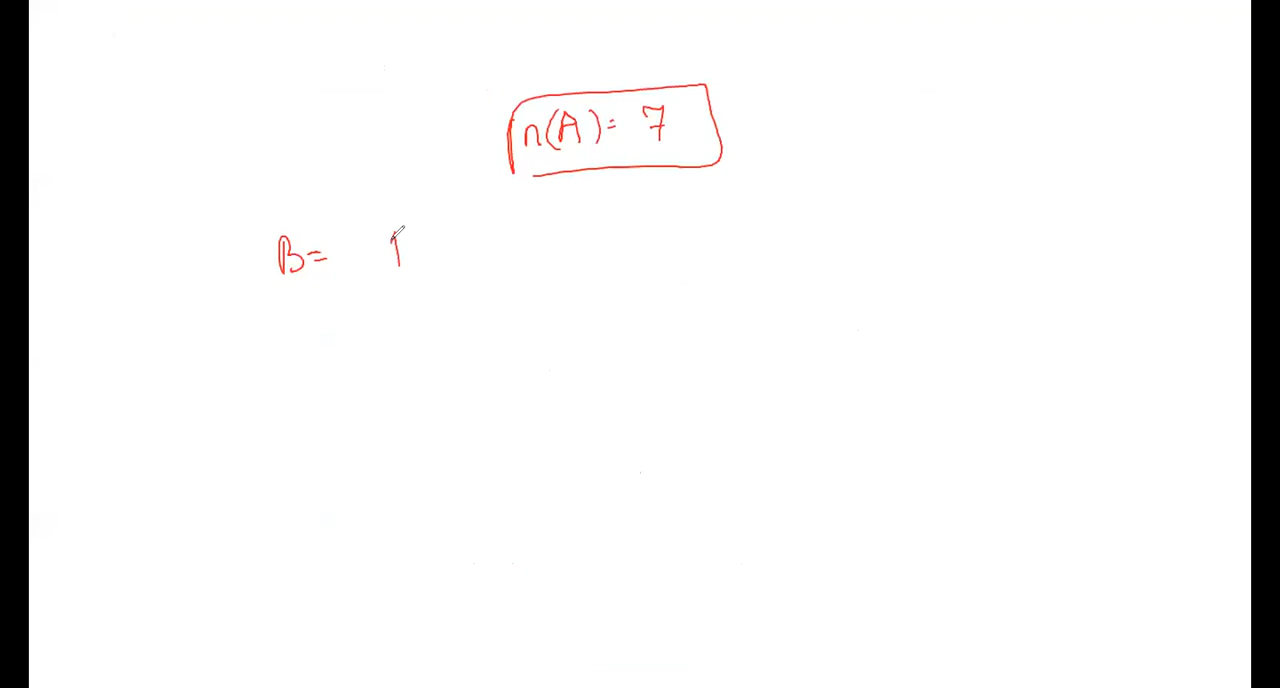 n(A) = 7
B =